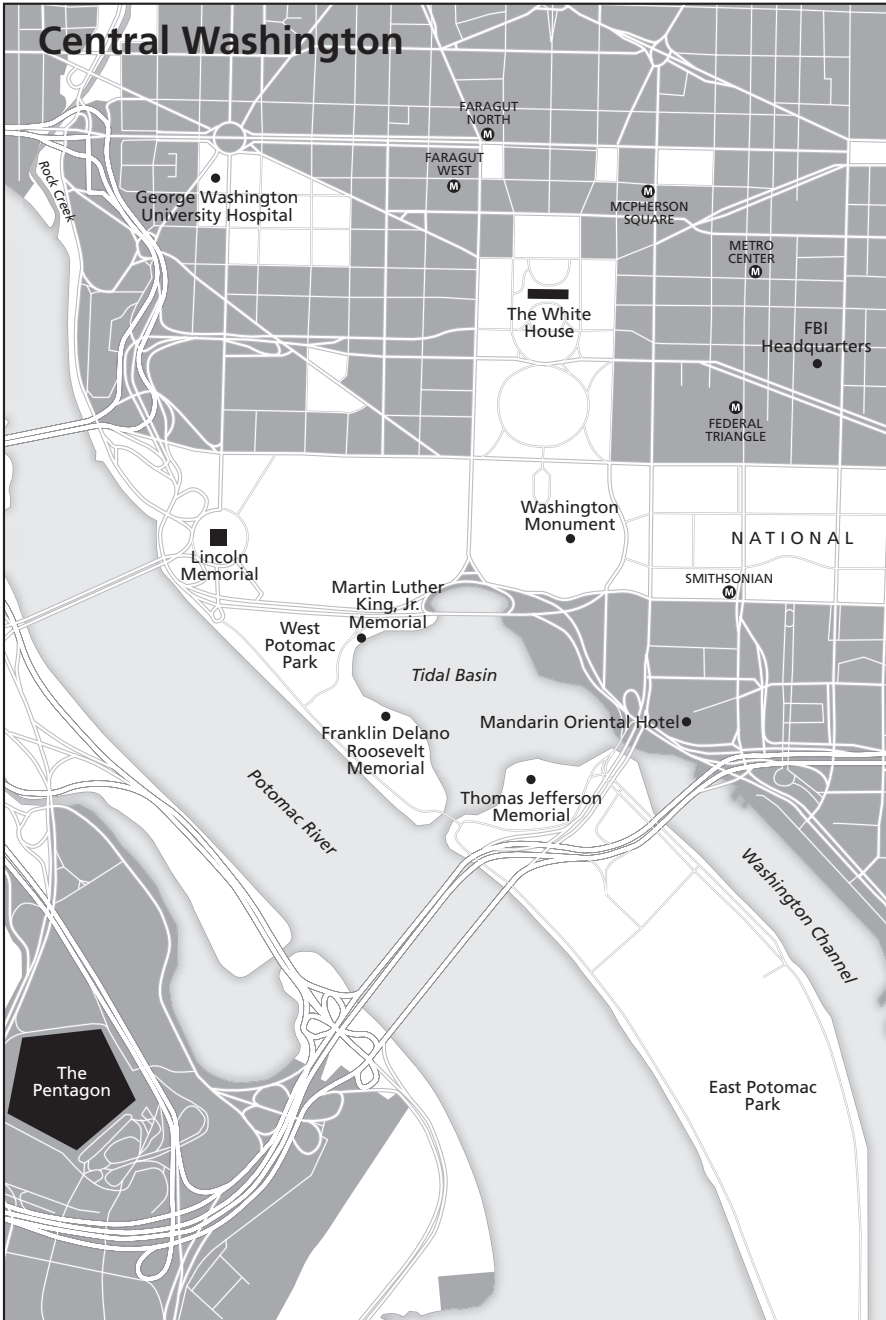 Central Washington
FARAGUT
NORTH
M
FARAGUT
WEST
M
Rock Creek
George Washington
University Hospital
M
MCPHERSON
SQUARE
METRO
CENTER
M
The White
House
FBI
Headquarters
M
FEDERAL
TRIANGLE
Washington
Monument
NATIONAL
Lincoln
Memorial
SMITHSONIAN
M
Martin Luther
King, Jr.
Memorial
West
Potomac
Park
Tidal Basin
Mandarin Oriental Hotel
Franklin Delano
Roosevelt
Memorial
Thomas Jefferson
Memorial
Potomac River
Washington Channel
The
Pentagon
East Potomac
Park